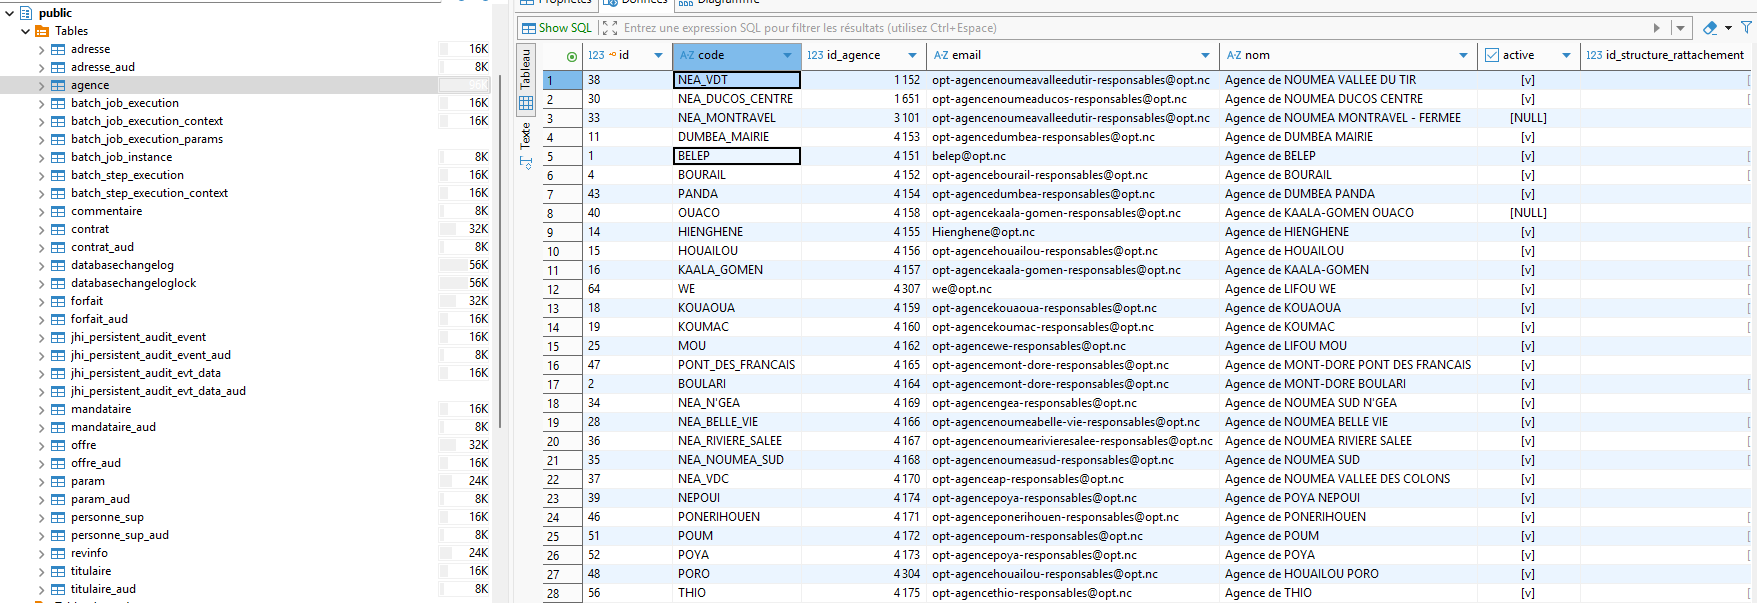 Propriétés Données Diagramme
public
Tables
adresse 16K
adresse_aud 8K
agence 96K
batch_job_execution 16K
batch_job_execution_context 16K
batch_job_execution_params
batch_job_instance 8K
batch_step_execution 16K
batch_step_execution_context 16K
commentaire 8K
contrat 32K
contrat_aud 8K
databasechangelog 56K
databasechangeloglock 56K
forfait 32K
forfait_aud 16K
jhi_persistent_audit_event 16K
jhi_persistent_audit_event_aud 8K
jhi_persistent_audit_evt_data 16K
jhi_persistent_audit_evt_data_aud
mandataire 16K
mandataire_aud 8K
offre 32K
offre_aud 16K
param 24K
param_aud 8K
personne_sup 16K
personne_sup_aud 8K
revinfo 24K
titulaire 16K
titulaire_aud 8K
Show SQL Entrez une expression SQL pour filtrer les résultats (utilisez Ctrl+Espace)
Tableau
Texte
123 id A-Z code 123 id_agence A-Z email A-Z nom active 123 id_structure_rattachement
1 38 NEA_VDT 1 152 opt-agencenoumeavalleedutir-responsables@opt.nc Agence de NOUMEA VALLEE DU TIR [v]
2 30 NEA_DUCOS_CENTRE 1 651 opt-agencenoumeaducos-responsables@opt.nc Agence de NOUMEA DUCOS CENTRE [v] [
3 33 NEA_MONTRAVEL 3 101 opt-agencenoumeavalleedutir-responsables@opt.nc Agence de NOUMEA MONTRAVEL - FERMEE [NULL]
4 11 DUMBEA_MAIRIE 4 153 opt-agencedumbea-responsables@opt.nc Agence de DUMBEA MAIRIE [v]
5 1 BELEP 4 151 belep@opt.nc Agence de BELEP [v] [
6 4 BOURAIL 4 152 opt-agencebourail-responsables@opt.nc Agence de BOURAIL [v] [
7 43 PANDA 4 154 opt-agencedumbea-responsables@opt.nc Agence de DUMBEA PANDA [v]
8 40 OUACO 4 158 opt-agencekaala-gomen-responsables@opt.nc Agence de KAALA-GOMEN OUACO [NULL]
9 14 HIENGHENE 4 155 Hienghene@opt.nc Agence de HIENGHENE [v] [
10 15 HOUAILOU 4 156 opt-agencehouailou-responsables@opt.nc Agence de HOUAILOU [v] [
11 16 KAALA_GOMEN 4 157 opt-agencekaala-gomen-responsables@opt.nc Agence de KAALA-GOMEN [v] [
12 64 WE 4 307 we@opt.nc Agence de LIFOU WE [v]
13 18 KOUAOUA 4 159 opt-agencekouaoua-responsables@opt.nc Agence de KOUAOUA [v] [
14 19 KOUMAC 4 160 opt-agencekoumac-responsables@opt.nc Agence de KOUMAC [v] [
15 25 MOU 4 162 opt-agencewe-responsables@opt.nc Agence de LIFOU MOU [v]
16 47 PONT_DES_FRANCAIS 4 165 opt-agencemont-dore-responsables@opt.nc Agence de MONT-DORE PONT DES FRANCAIS [v]
17 2 BOULARI 4 164 opt-agencemont-dore-responsables@opt.nc Agence de MONT-DORE BOULARI [v] [
18 34 NEA_N'GEA 4 169 opt-agencengea-responsables@opt.nc Agence de NOUMEA SUD N'GEA [v]
19 28 NEA_BELLE_VIE 4 166 opt-agencenoumeabelle-vie-responsables@opt.nc Agence de NOUMEA BELLE VIE [v] [
20 36 NEA_RIVIERE_SALEE 4 167 opt-agencenoumearivieresalee-responsables@opt.nc Agence de NOUMEA RIVIERE SALEE [v] [
21 35 NEA_NOUMEA_SUD 4 168 opt-agencenoumeasud-responsables@opt.nc Agence de NOUMEA SUD [v] [
22 37 NEA_VDC 4 170 opt-agenceap-responsables@opt.nc Agence de NOUMEA VALLEE DES COLONS [v] [
23 39 NEPOUI 4 174 opt-agencepoya-responsables@opt.nc Agence de POYA NEPOUI [v]
24 46 PONERIHOUEN 4 171 opt-agenceponerihouen-responsables@opt.nc Agence de PONERIHOUEN [v] [
25 51 POUM 4 172 opt-agencepoum-responsables@opt.nc Agence de POUM [v] [
26 52 POYA 4 173 opt-agencepoya-responsables@opt.nc Agence de POYA [v] [
27 48 PORO 4 304 opt-agencehouailou-responsables@opt.nc Agence de HOUAILOU PORO [v]
28 56 THIO 4 175 opt-agencethio-responsables@opt.nc Agence de THIO [v] [